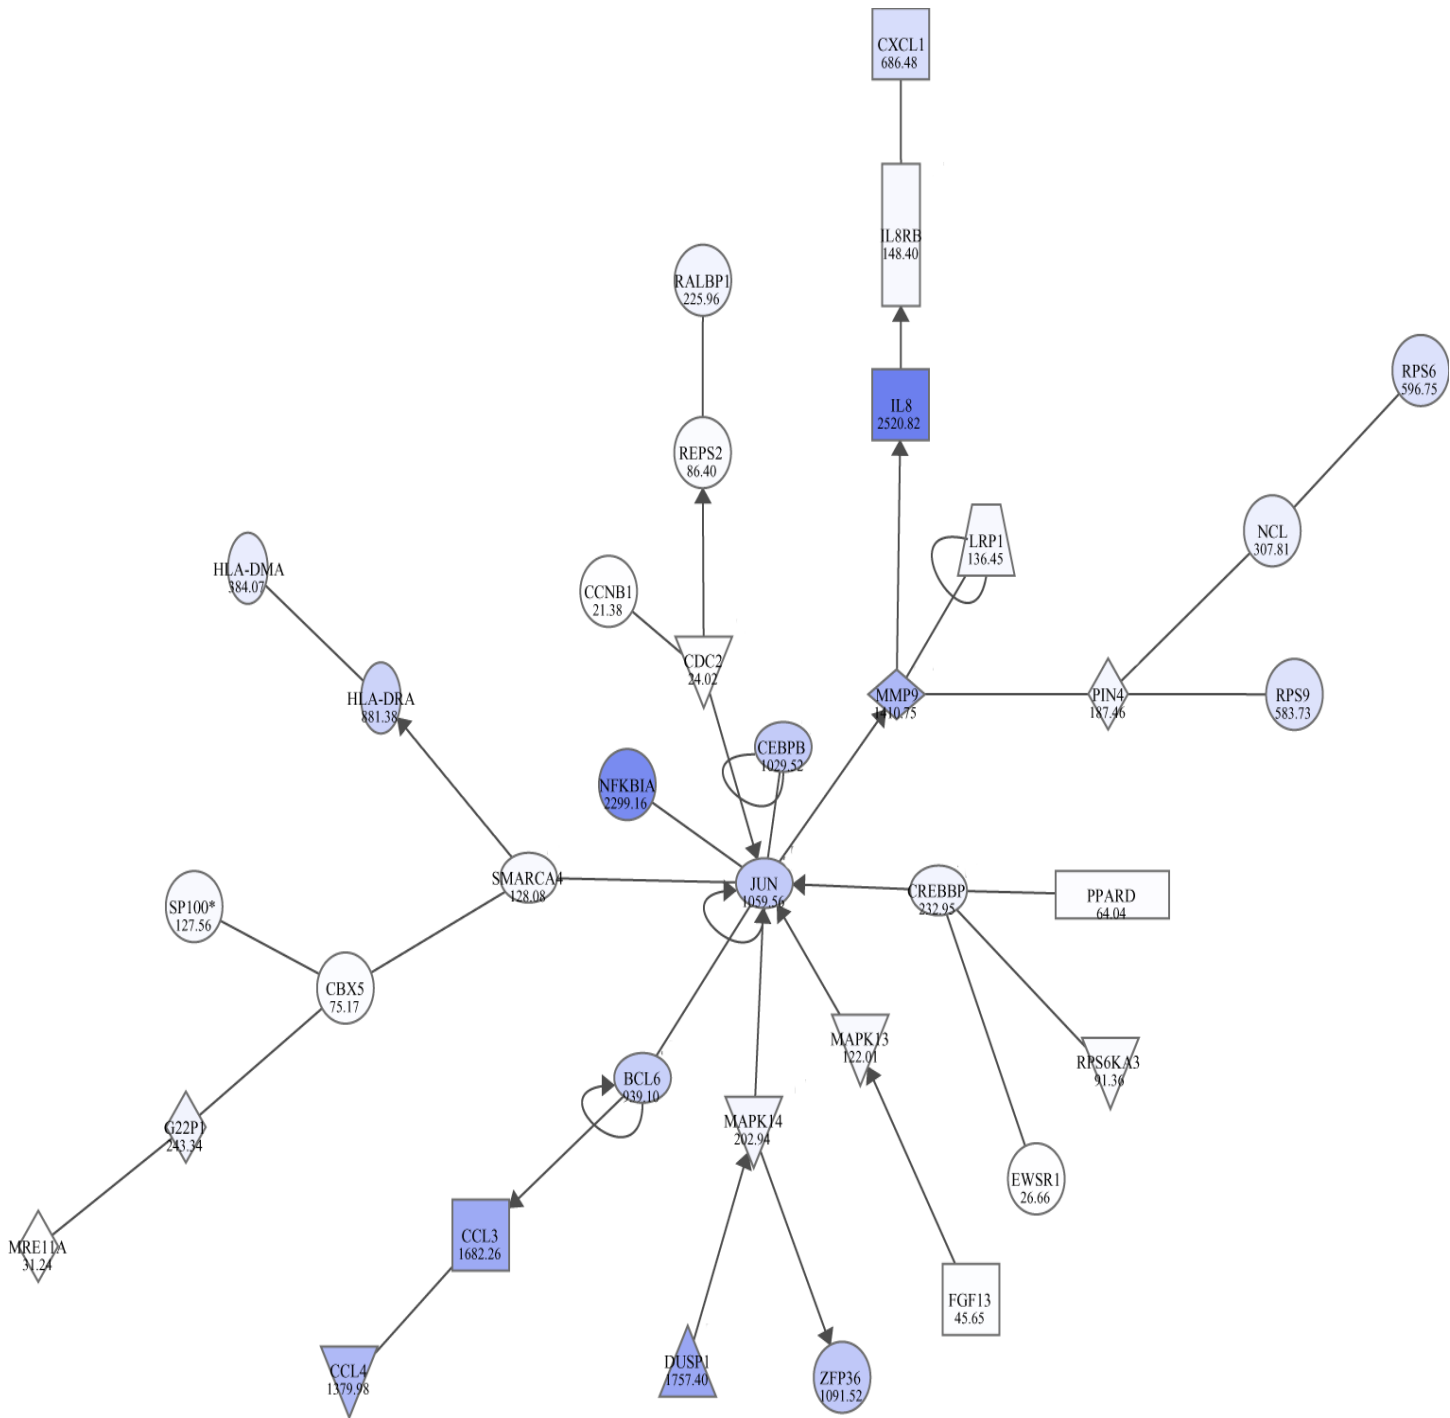 CXCL1
686.48
IL8RB
148.40
RALBP1
225.96
RPS6
596.75
IL8
2520.82
REPS2
86.40
NCL
307.81
LRP1
136.45
HLA-DMA
384.07
CCNB1
21.38
CDC2
24.02
HLA-DRA
881.38
MMP9
1410.75
PIN4
187.46
RPS9
583.73
CEBPB
1029.52
NFKBIA
2299.16
SMARCA4
128.08
JUN
1059.56
CREBBP
232.95
PPARD
64.04
SP100*
127.56
CBX5
75.17
MAPK13
122.01
RPS6KA3
91.36
BCL6
939.10
MAPK14
202.94
G22P1
243.34
EWSR1
26.66
MRE11A
31.24
CCL3
1682.26
FGF13
45.65
CCL4
1379.98
DUSP1
1757.40
ZFP36
1091.52